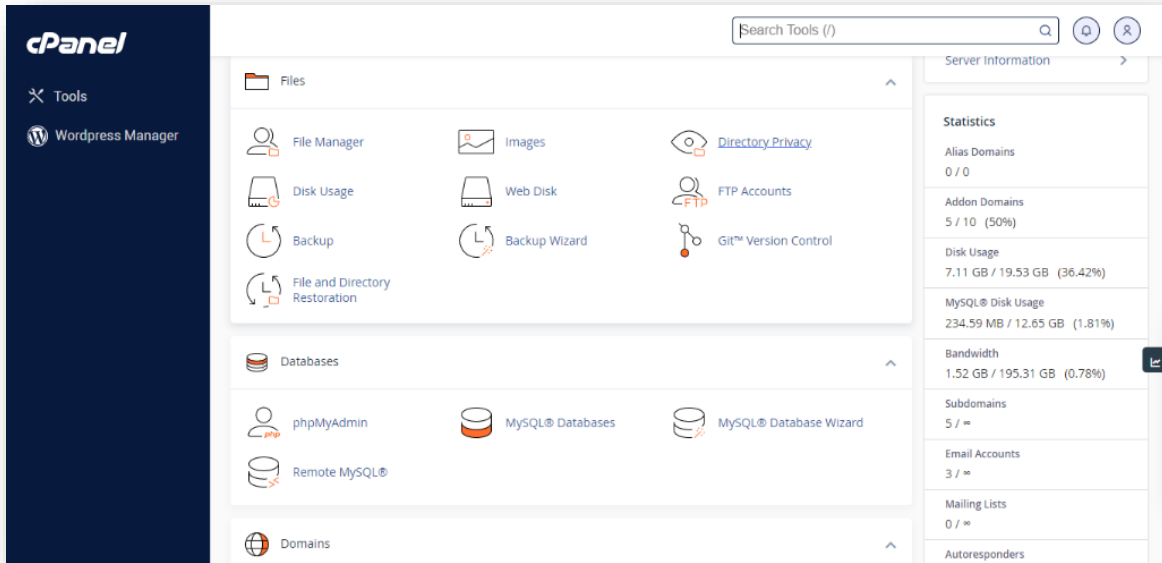 cPanel
Search Tools (/)
Tools
Wordpress Manager
Files
File Manager
Images
Directory Privacy
Disk Usage
Web Disk
FTP
FTP Accounts
Backup
Backup Wizard
Git™ Version Control
File and Directory
Restoration
Databases
php
phpMyAdmin
MySQL® Databases
MySQL® Database Wizard
Remote MySQL®
Domains
Server Information
Statistics
Alias Domains
0 / 0
Addon Domains
5 / 10 (50%)
Disk Usage
7.11 GB / 19.53 GB (36.42%)
MySQL® Disk Usage
234.59 MB / 12.65 GB (1.81%)
Bandwidth
1.52 GB / 195.31 GB (0.78%)
Subdomains
5 / ∞
Email Accounts
3 / ∞
Mailing Lists
0 / ∞
Autoresponders